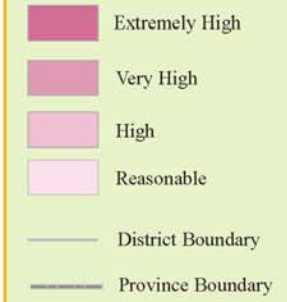 Extremely High
Very High
High
Reasonable
District Boundary
Province Boundary